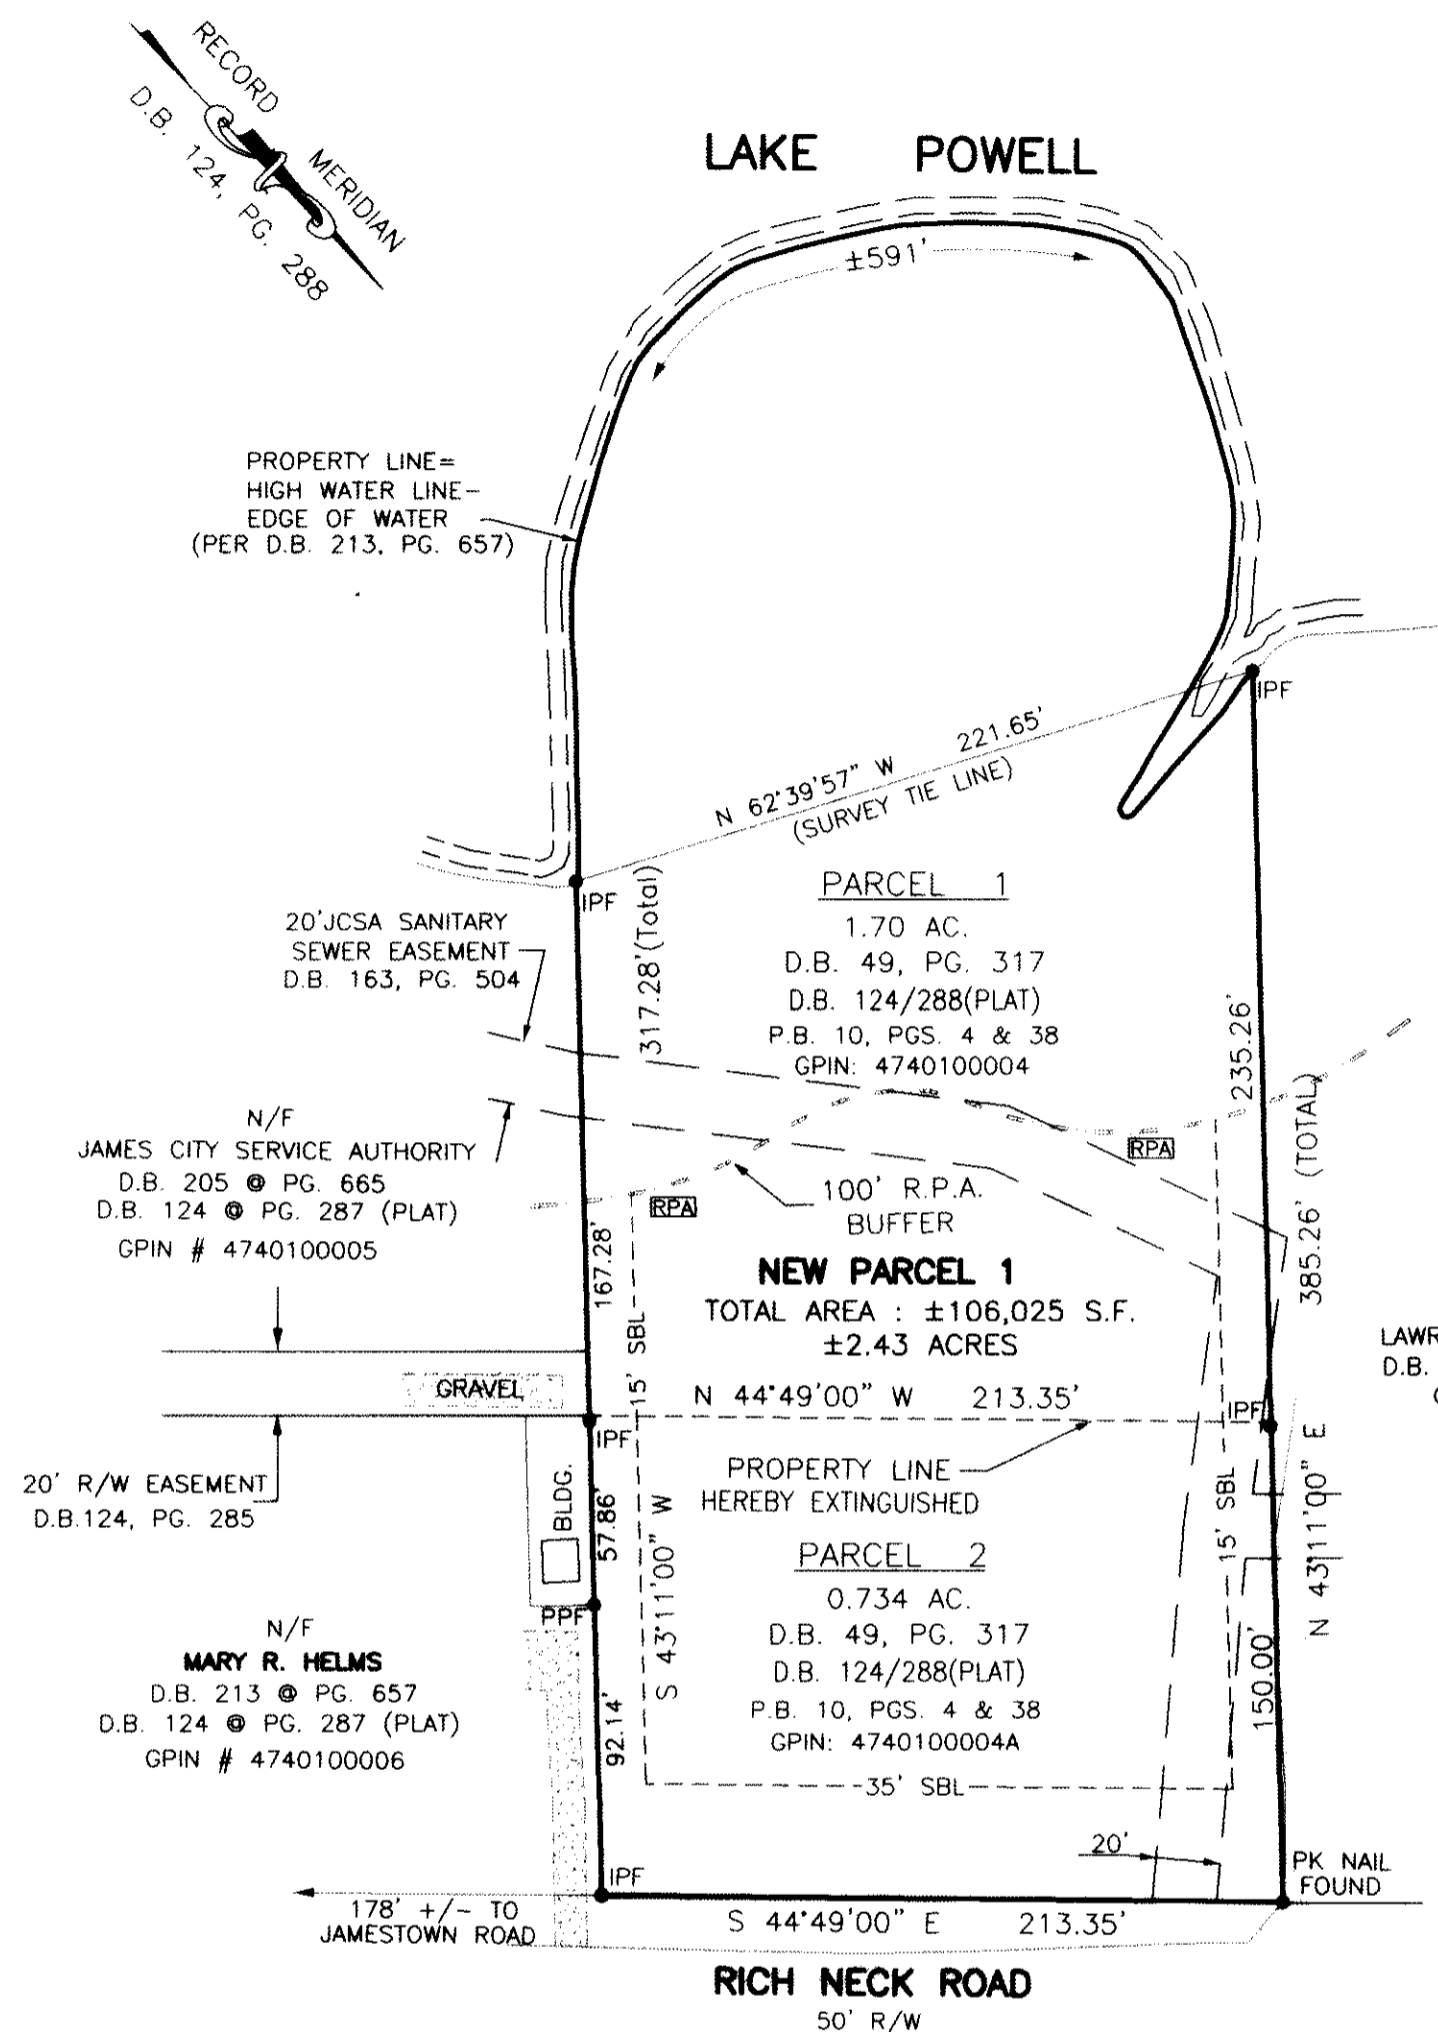 RECORD
MERIDIAN
D.B. 124, PG. 288
LAKE POWELL
±591'
PROPERTY LINE=
HIGH WATER LINE-
EDGE OF WATER
(PER D.B. 213, PG. 657)
IPF
N 62°39'57" W 221.65'
(SURVEY TIE LINE)
IPF
317.28'(Total)
20'JCSA SANITARY
SEWER EASEMENT
D.B. 163, PG. 504
PARCEL 1
1.70 AC.
D.B. 49, PG. 317
D.B. 124/288(PLAT)
P.B. 10, PGS. 4 & 38
GPIN: 4740100004
235.26'
385.26' (TOTAL)
N/F
JAMES CITY SERVICE AUTHORITY
D.B. 205 @ PG. 665
D.B. 124 @ PG. 287 (PLAT)
GPIN # 4740100005
RPA
RPA
100' R.P.A.
BUFFER
167.28'
15' SBL
NEW PARCEL 1
TOTAL AREA : ±106,025 S.F.
±2.43 ACRES
LAWR
D.B.
GRAVEL
N 44°49'00" W 213.35'
IPF
IPF
20' R/W EASEMENT
D.B.124, PG. 285
BLDG.
57.86'
S 43°11'00" W
PROPERTY LINE
HEREBY EXTINGUISHED
15' SBL
N 43°11'00" E
PARCEL 2
0.734 AC.
D.B. 49, PG. 317
D.B. 124/288(PLAT)
P.B. 10, PGS. 4 & 38
GPIN: 4740100004A
PPF
N/F
MARY R. HELMS
D.B. 213 @ PG. 657
D.B. 124 @ PG. 287 (PLAT)
GPIN # 4740100006
92.14'
150.00'
35' SBL
20'
IPF
PK NAIL
FOUND
178' +/- TO
JAMESTOWN ROAD
S 44°49'00" E 213.35'
RICH NECK ROAD
50' R/W